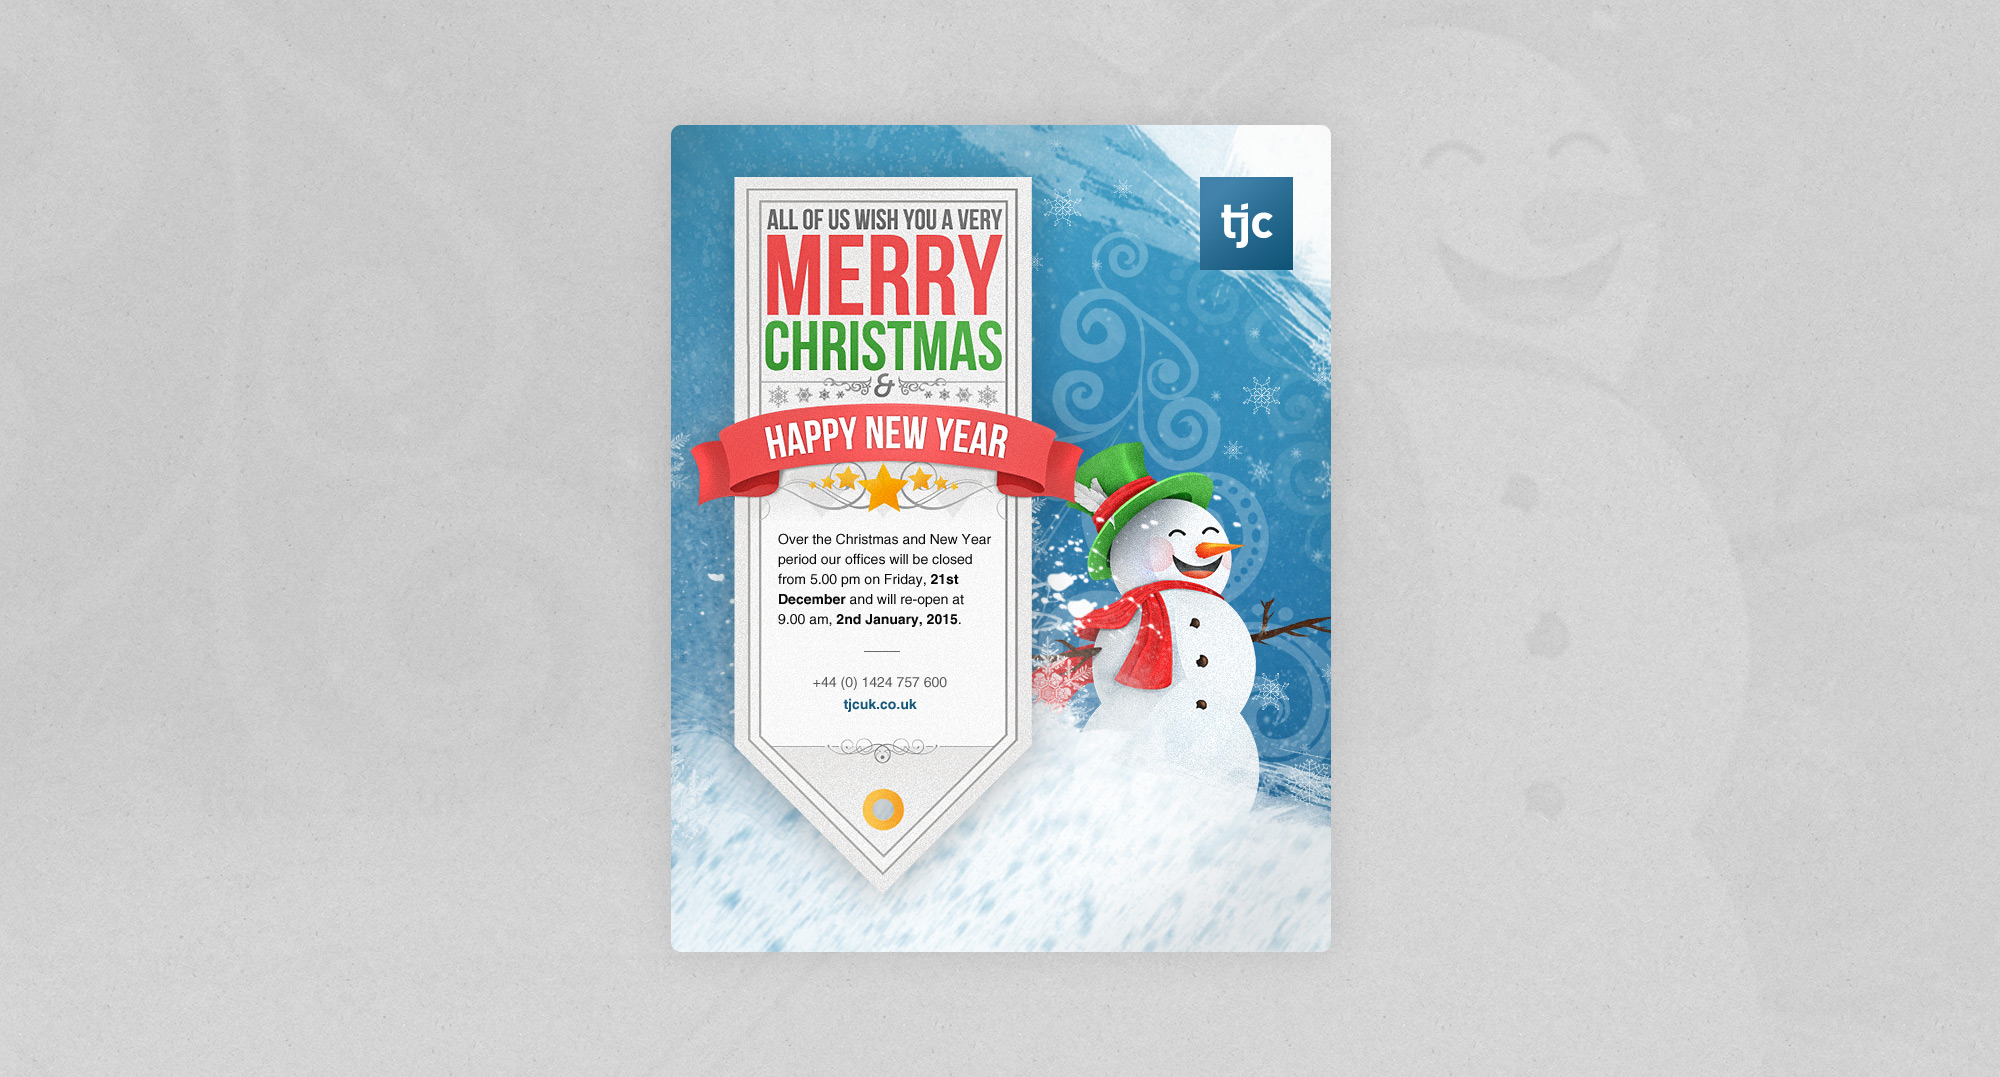 ALL OF US WISH YOU A VERY
MERRY
CHRISTMAS
&
HAPPY NEW YEAR
tjc
Over the Christmas and New Year
period our offices will be closed
from 5.00 pm on Friday, 21st
December and will re-open at
9.00 am, 2nd January, 2015.
+44 (0) 1424 757 600
tjcuk.co.uk